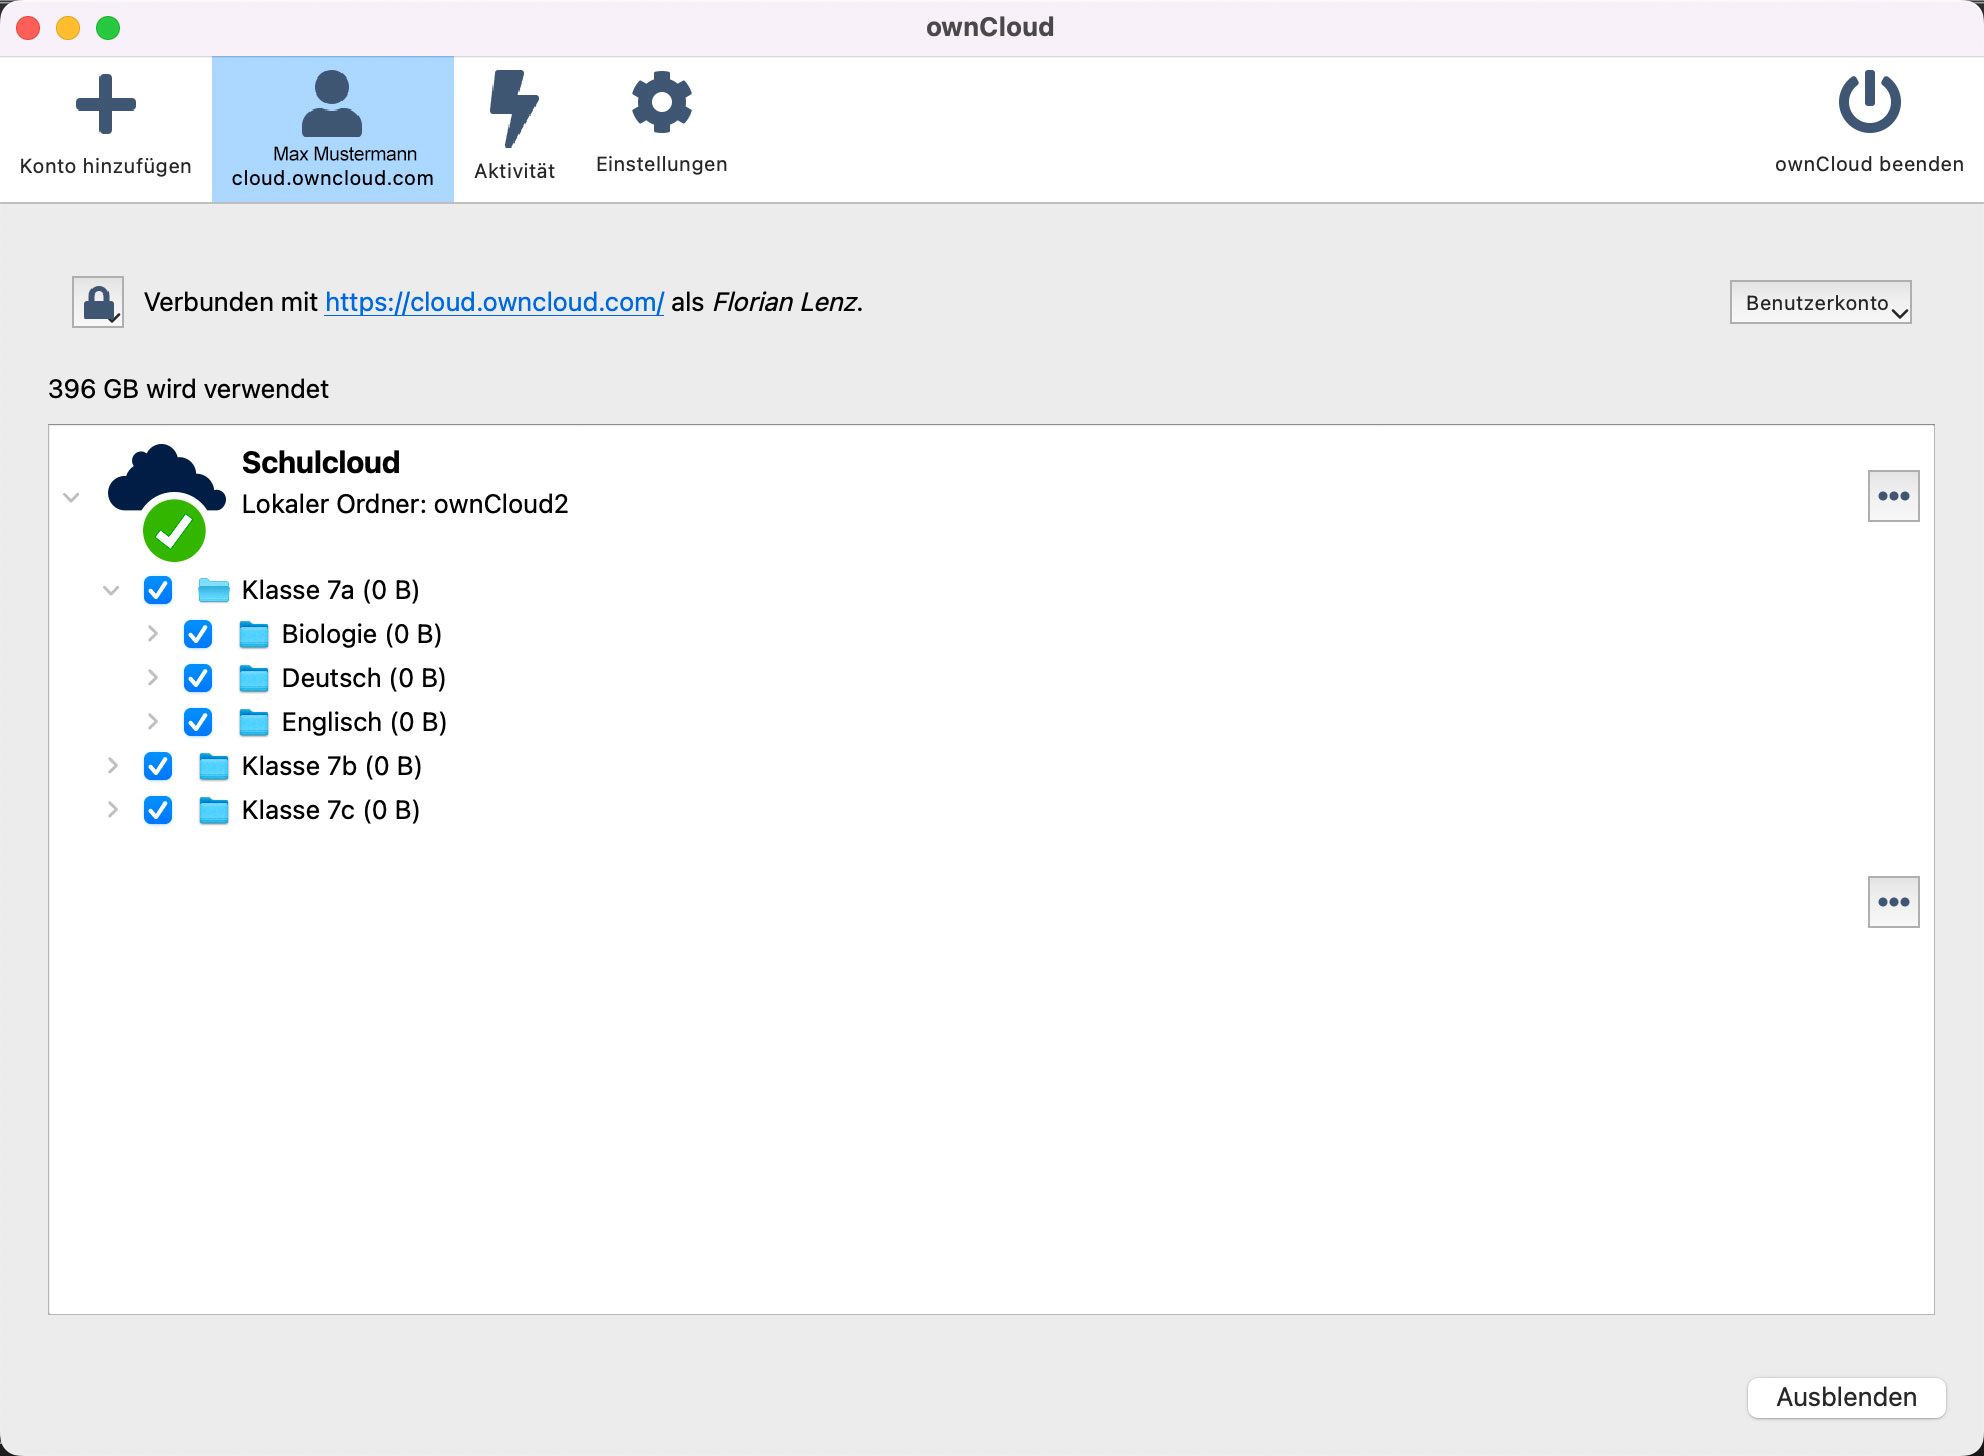 ownCloud
Konto hinzufügen
Max Mustermann
cloud.owncloud.com
Aktivität
Einstellungen
ownCloud beenden
Verbunden mit https://cloud.owncloud.com/ als Florian Lenz.
Benutzerkonto
396 GB wird verwendet
Schulcloud
Lokaler Ordner: ownCloud2
Klasse 7a (0 B)
Biologie (0 B)
Deutsch (0 B)
Englisch (0 B)
Klasse 7b (0 B)
Klasse 7c (0 B)
Ausblenden